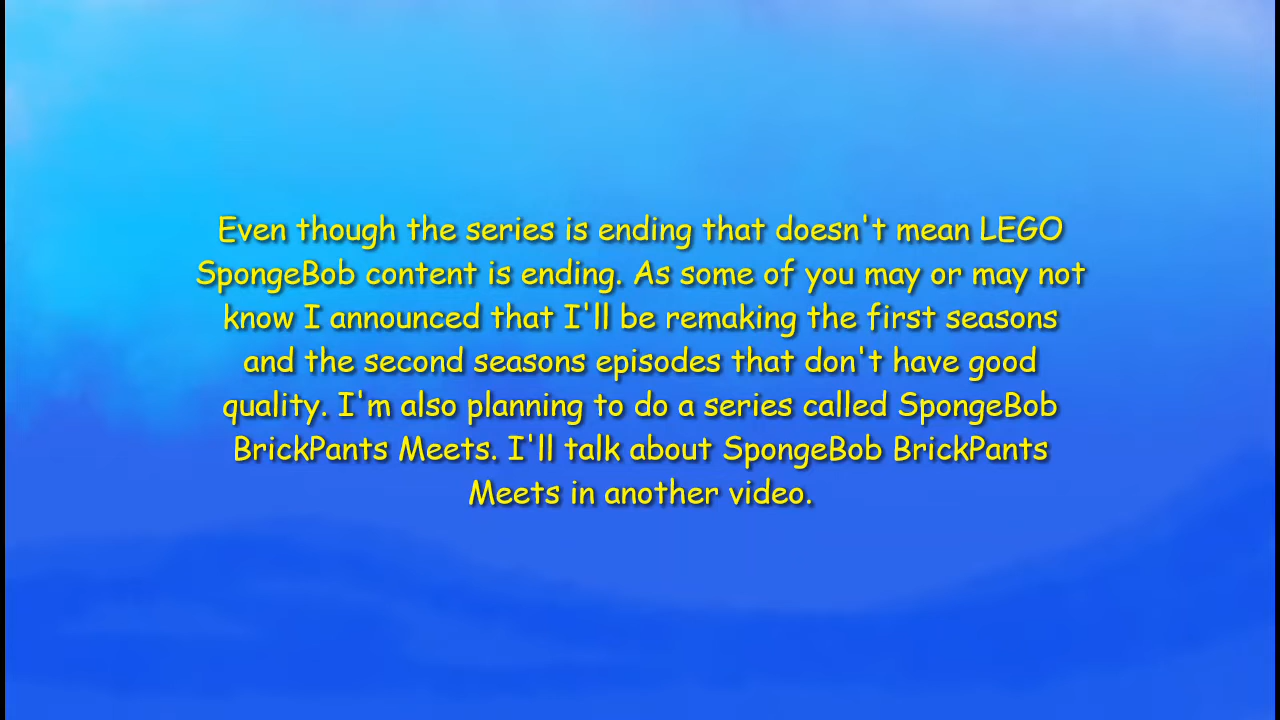 Even though the series is ending that doesn't mean LEGO
SpongeBob content is ending. As some of you may or may not
know I announced that I'll be remaking the first seasons
and the second seasons episodes that don't have good
quality. I'm also planning to do a series called SpongeBob
BrickPants Meets. I'll talk about SpongeBob BrickPants
Meets in another video.